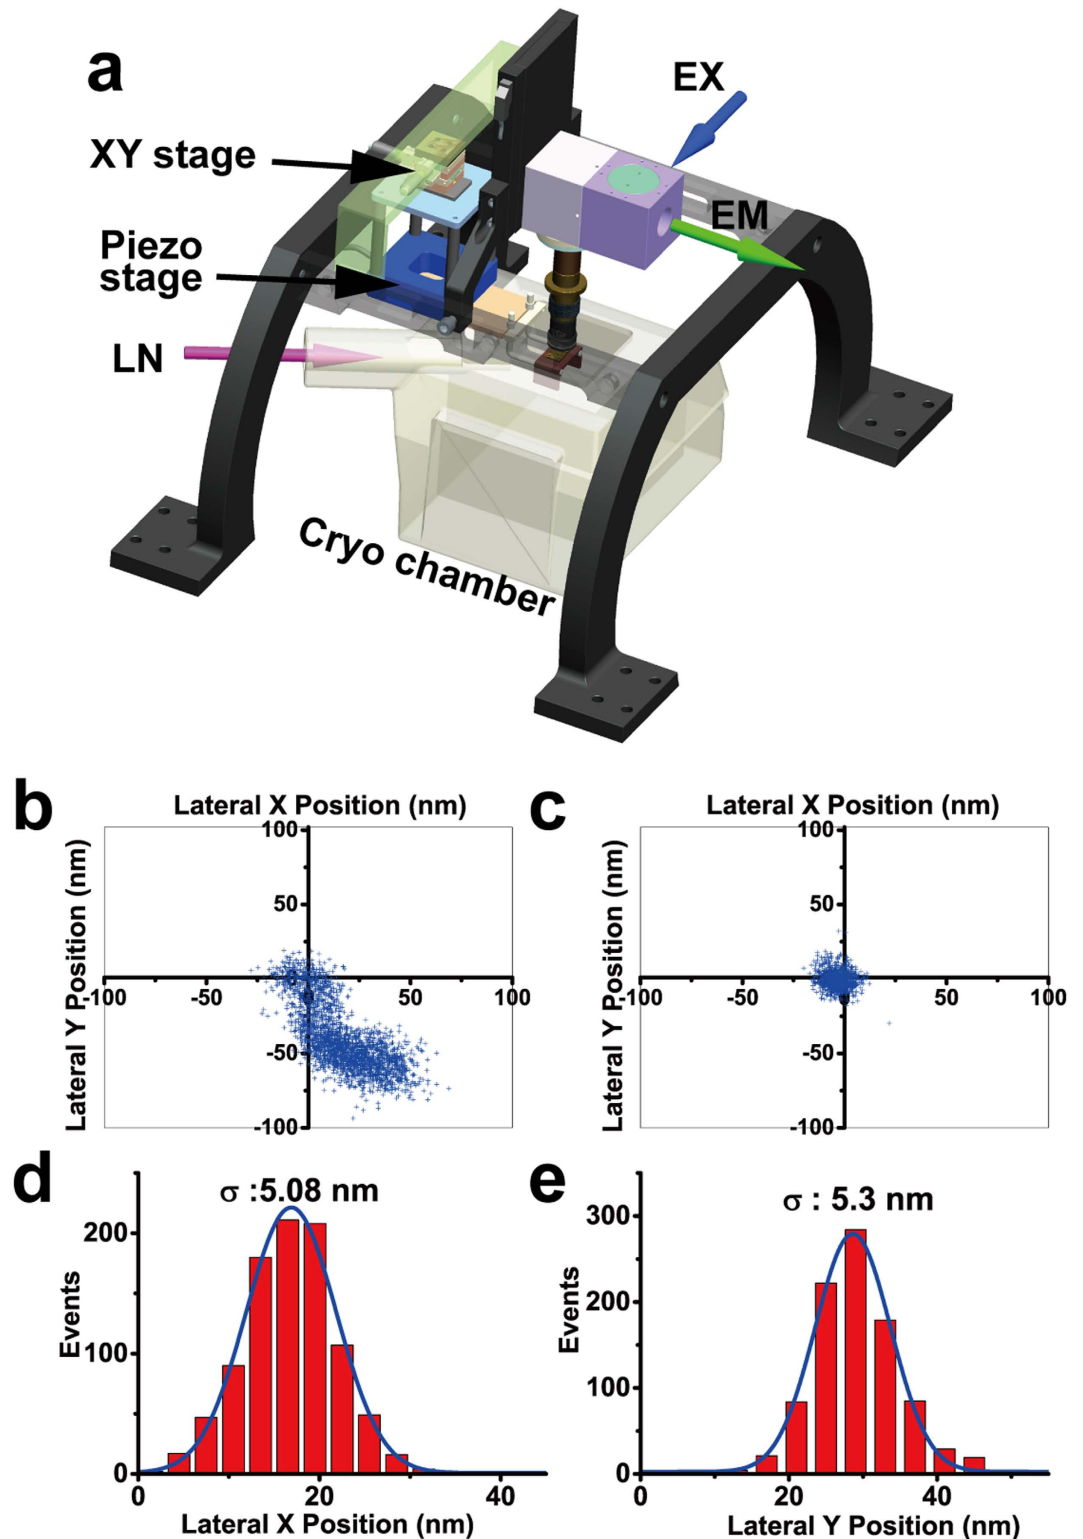 a
EX
XY stage
EM
Piezo
stage
LN
Cryo chamber
b
Lateral X Position (nm)
Lateral Y Position (nm)
100
50
-100
-50
0
50
100
-50
-100
c
Lateral X Position (nm)
Lateral Y Position (nm)
100
50
-100
-50
0
50
100
-50
-100
d
σ :5.08 nm
Events
200
100
0
0
20
40
Lateral X Position (nm)
e
σ : 5.3 nm
Events
300
200
100
0
0
20
40
Lateral Y Position (nm)